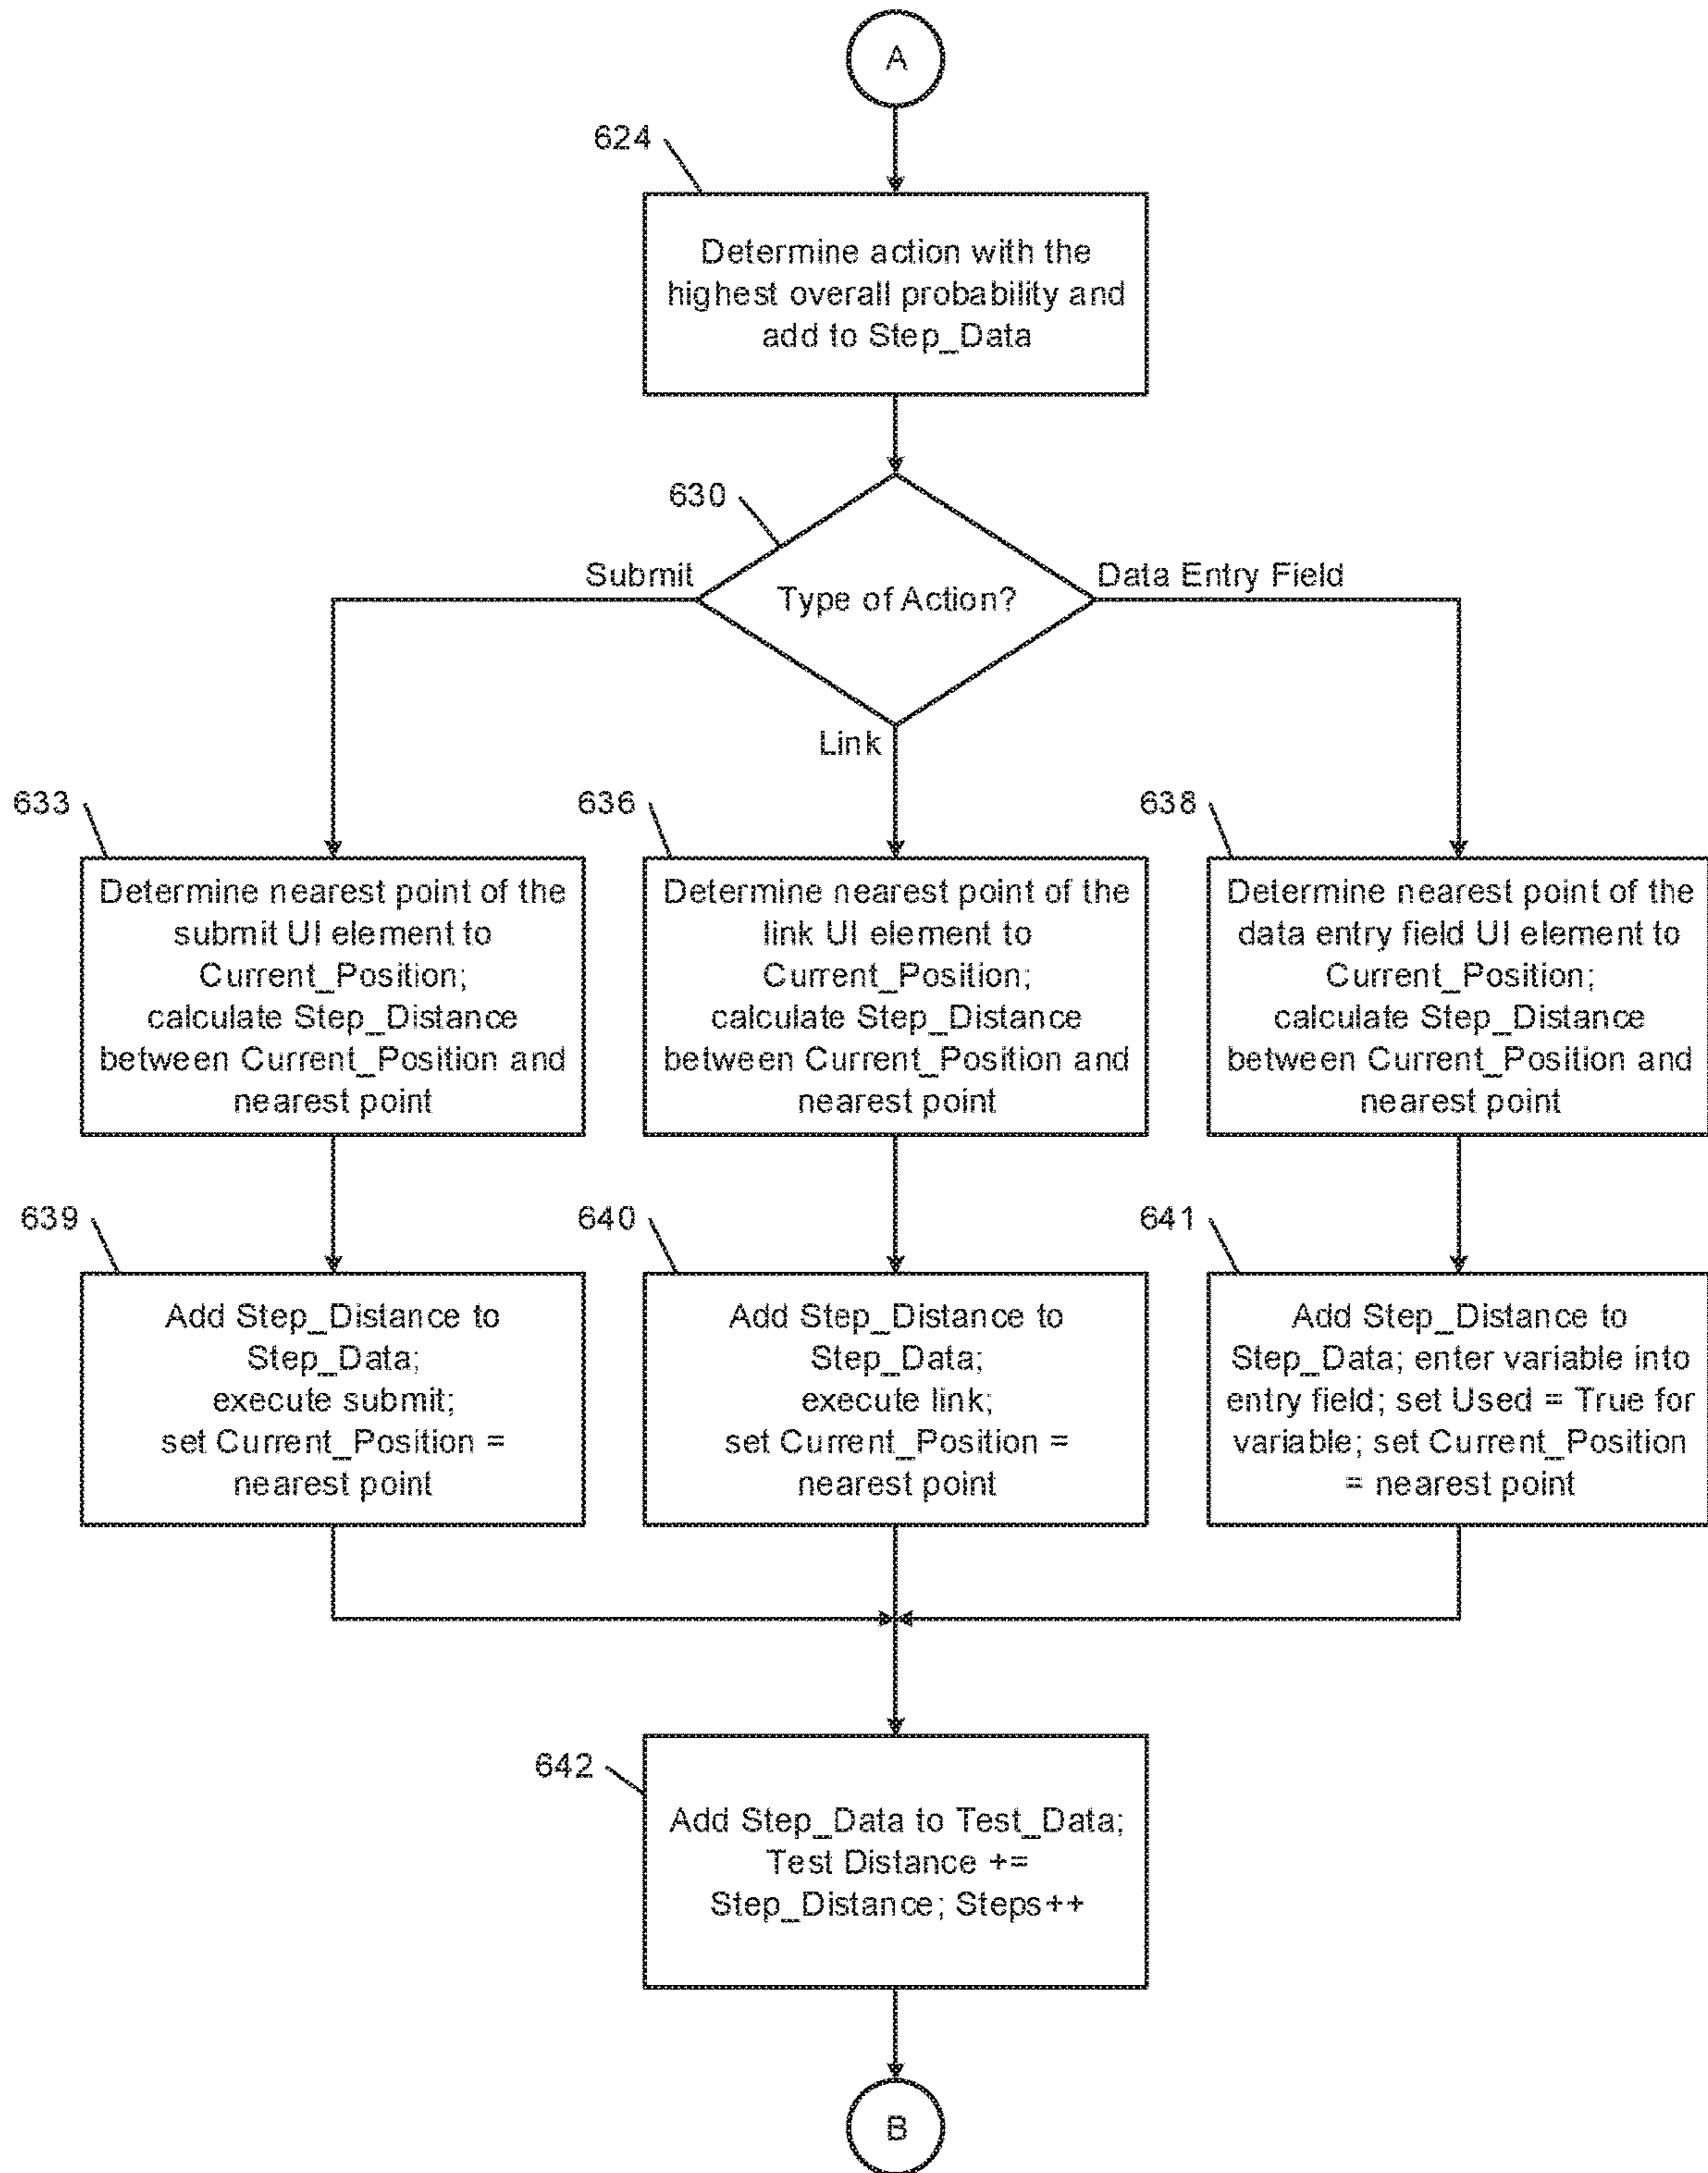 A
624
Determine action with the
highest overall probability and
add to Step_Data
630
Submit
Type of Action?
Data Entry Field
Link
633
Determine nearest point of the
submit UI element to
Current_Position;
calculate Step_Distance
between Current_Position and
nearest point
636
Determine nearest point of the
link UI element to
Current_Position;
calculate Step_Distance
between Current_Position and
nearest point
638
Determine nearest point of the
data entry field UI element to
Current_Position;
calculate Step_Distance
between Current_Position and
nearest point
639
Add Step_Distance to
Step_Data;
execute submit;
set Current_Position =
nearest point
640
Add Step_Distance to
Step_Data;
execute link;
set Current_Position =
nearest point
641
Add Step_Distance to
Step_Data; enter variable into
entry field; set Used = True for
variable; set Current_Position
= nearest point
642
Add Step_Data to Test_Data;
Test Distance +=
Step_Distance; Steps++
B